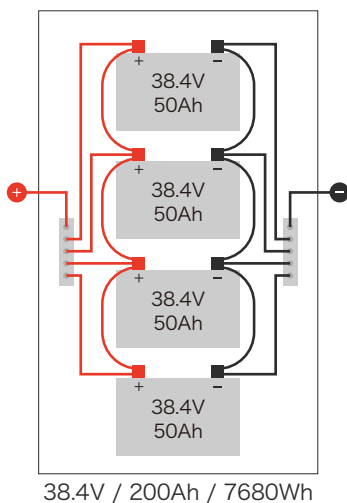 + −
38.4V
50Ah
+
+ −
38.4V
50Ah
−
+ −
38.4V
50Ah
+ −
38.4V
50Ah
38.4V / 200Ah / 7680Wh